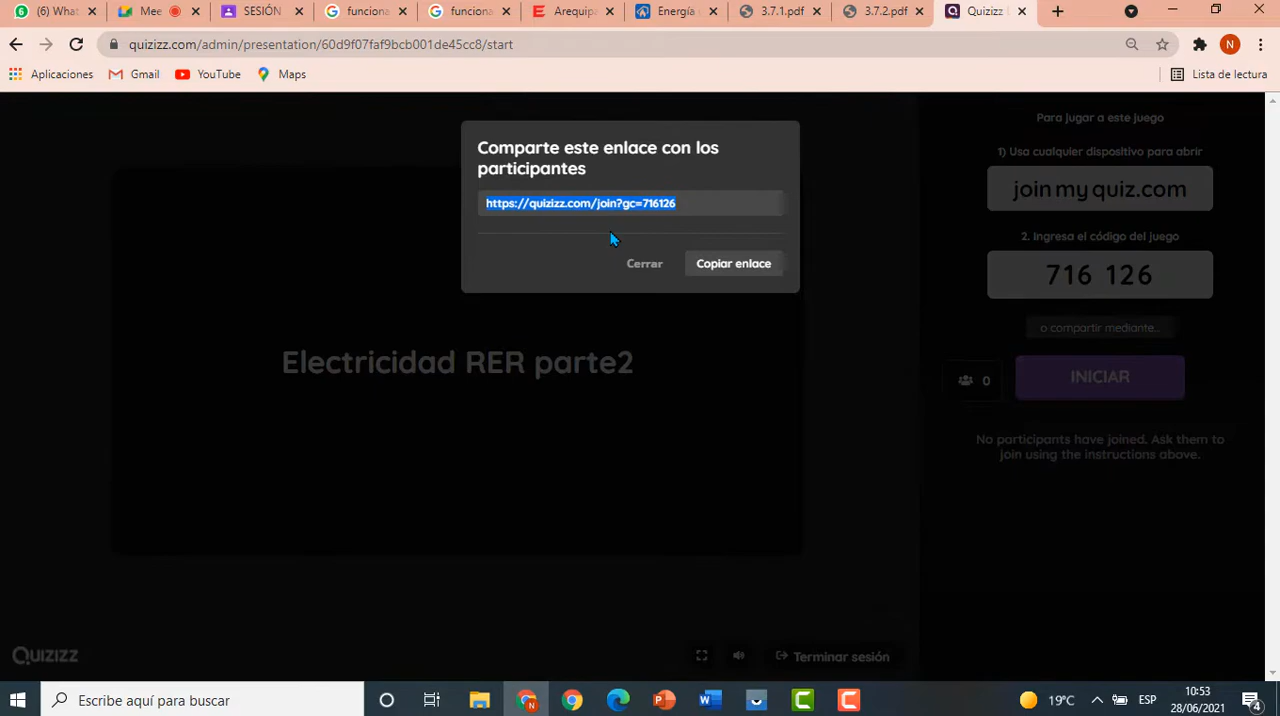 (6) What
Mee
SESIÓN
funciona
funciona
Arequip
Energía
3.7.1.pdf
3.7.2.pdf
Quizizz
quizizz.com/admin/presentation/60d9f07faf9bcb001de45cc8/start
N
Aplicaciones
Gmail
YouTube
Maps
Lista de lectura
Comparte este enlace con los
participantes
https://quizizz.com/join?gc=716126
Cerrar
Copiar enlace
Electricidad RER parte2
Para jugar a este juego
1) Usa cualquier dispositivo para abrir
joinmyquiz.com
2. Ingresa el código del juego
716 126
o compartir mediante...
0
INICIAR
No participants have joined. Ask them to
join using the instructions above.
Quizizz
Terminar sesión
Escribe aquí para buscar
19°C
ESP
10:53
28/06/2021
4